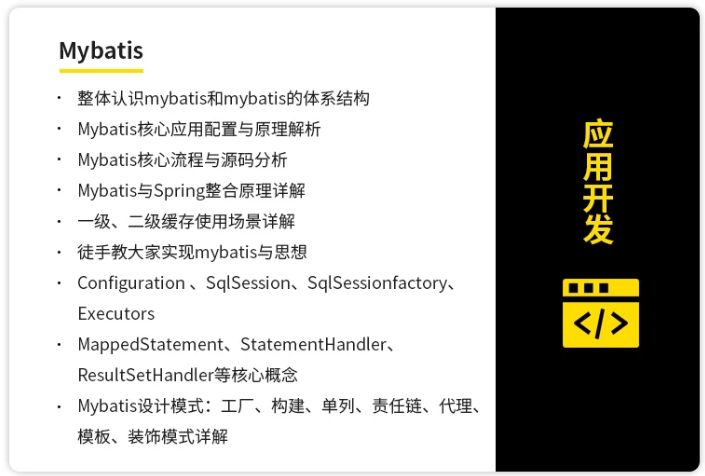 Mybatis
· 整体认识mybatis和mybatis的体系结构
· Mybatis核心应用配置与原理解析
· Mybatis核心流程与源码分析
· Mybatis与Spring整合原理详解
· 一级、二级缓存使用场景详解
· 徒手教大家实现mybatis与思想
· Configuration 、SqlSession、SqlSessionfactory、
Executors
· MappedStatement、StatementHandler、
ResultSetHandler等核心概念
· Mybatis设计模式：工厂、构建、单列、责任链、代理、
模板、装饰模式详解
应用开发